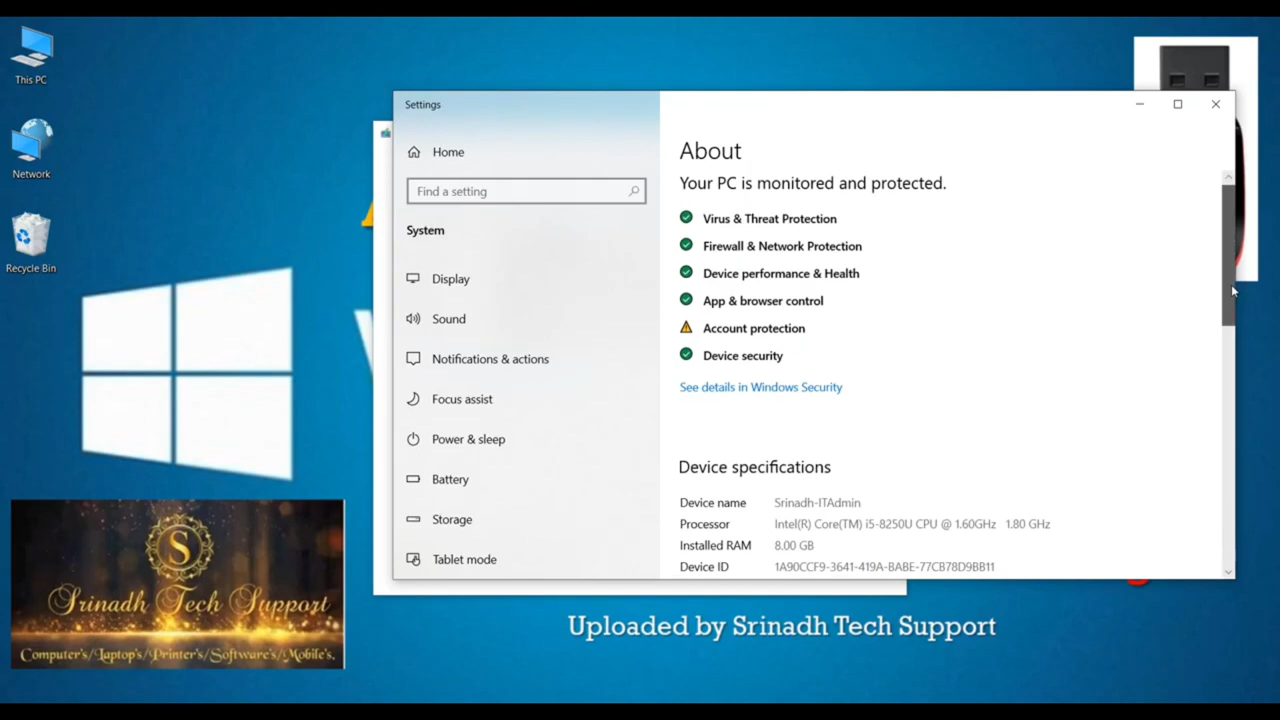 This PC
Network
Recycle Bin
Settings
Home
Find a setting
System
Display
Sound
Notifications & actions
Focus assist
Power & sleep
Battery
Storage
Tablet mode
About
Your PC is monitored and protected.
Virus & Threat Protection
Firewall & Network Protection
Device performance & Health
App & browser control
Account protection
Device security
See details in Windows Security
Device specifications
Device name Srinadh-ITAdmin
Processor Intel(R) Core(TM) i5-8250U CPU @ 1.60GHz 1.80 GHz
Installed RAM 8.00 GB
Device ID 1A90CCF9-3641-419A-BABE-77CB78D9BB11
S
Srinadh Tech Support
Computer's/Laptop's/Printer's/Software's/Mobile's.
Uploaded by Srinadh Tech Support